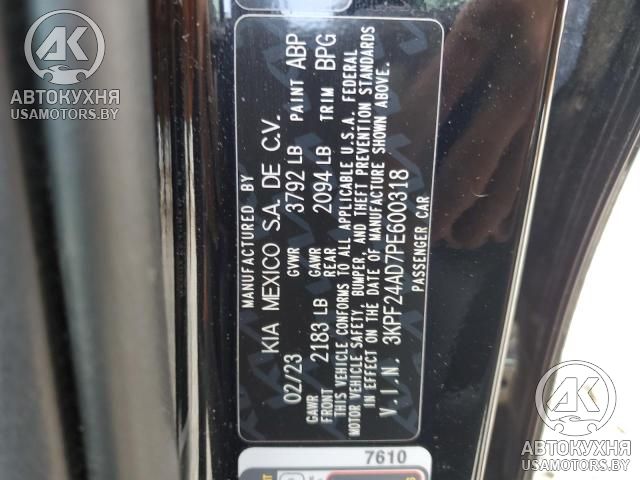 MANUFACTURED BY
KIA MEXICO S.A. DE C.V.
02/23 GVWR 3792 LB PAINT ABP
GAWR FRONT 2183 LB GAWR REAR 2094 LB TRIM BPG
THIS VEHICLE CONFORMS TO ALL APPLICABLE U.S.A. FEDERAL
MOTOR VEHICLE SAFETY, BUMPER, AND THEFT PREVENTION STANDARDS
IN EFFECT ON THE DATE OF MANUFACTURE SHOWN ABOVE.
V.I.N. 3KPF24AD7PE600318
PASSENGER CAR
7610
АК
АВТОКУХНЯ
USAMOTORS.BY
АК
АВТОКУХНЯ
USAMOTORS.BY